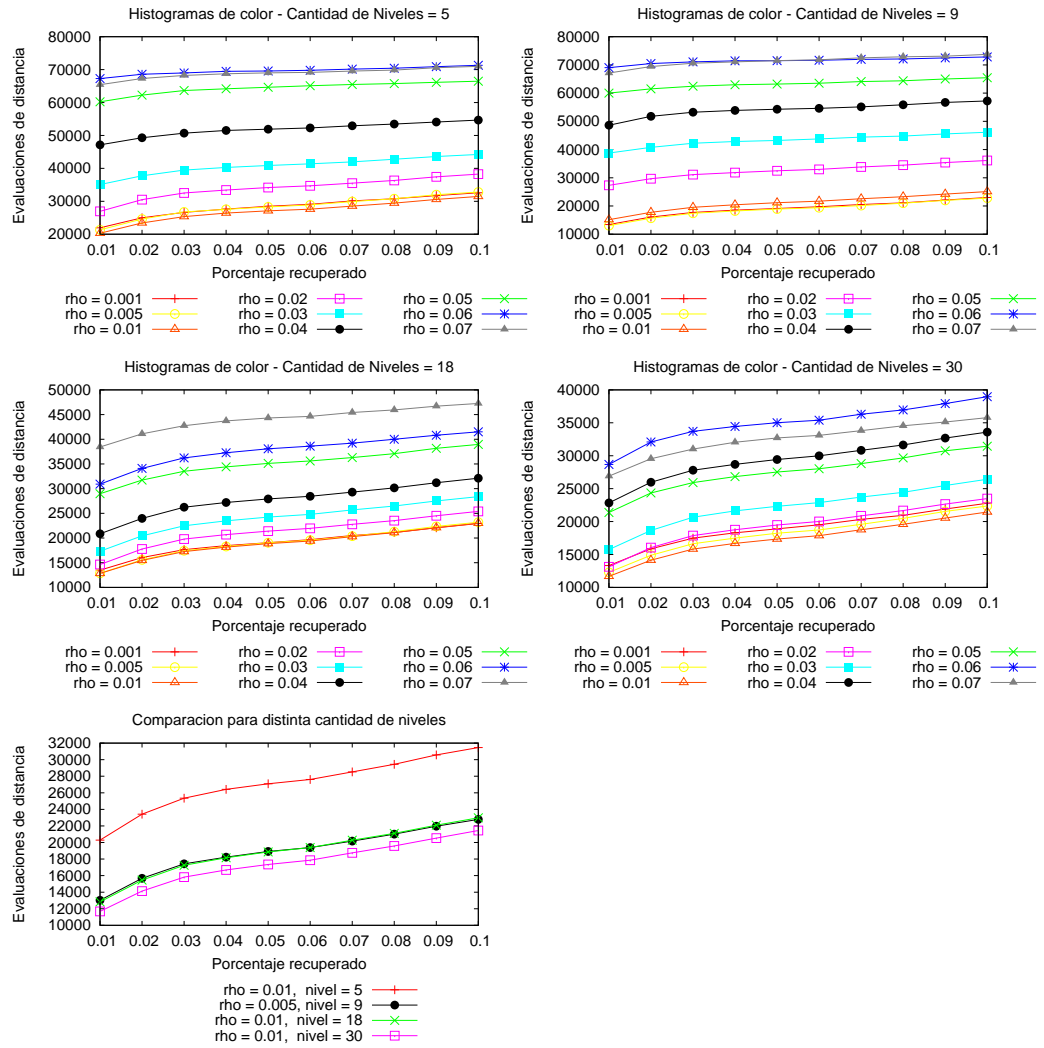 Histogramas de color - Cantidad de Niveles = 5
Evaluaciones de distancia
80000
70000
60000
50000
40000
30000
20000
0.01 0.02 0.03 0.04 0.05 0.06 0.07 0.08 0.09 0.1
Porcentaje recuperado
rho = 0.001 rho = 0.02 rho = 0.05
rho = 0.005 rho = 0.03 rho = 0.06
rho = 0.01 rho = 0.04 rho = 0.07
Histogramas de color - Cantidad de Niveles = 9
Evaluaciones de distancia
80000
70000
60000
50000
40000
30000
20000
10000
0.01 0.02 0.03 0.04 0.05 0.06 0.07 0.08 0.09 0.1
Porcentaje recuperado
rho = 0.001 rho = 0.02 rho = 0.05
rho = 0.005 rho = 0.03 rho = 0.06
rho = 0.01 rho = 0.04 rho = 0.07
Histogramas de color - Cantidad de Niveles = 18
Evaluaciones de distancia
50000
45000
40000
35000
30000
25000
20000
15000
10000
0.01 0.02 0.03 0.04 0.05 0.06 0.07 0.08 0.09 0.1
Porcentaje recuperado
rho = 0.001 rho = 0.02 rho = 0.05
rho = 0.005 rho = 0.03 rho = 0.06
rho = 0.01 rho = 0.04 rho = 0.07
Histogramas de color - Cantidad de Niveles = 30
Evaluaciones de distancia
40000
35000
30000
25000
20000
15000
10000
0.01 0.02 0.03 0.04 0.05 0.06 0.07 0.08 0.09 0.1
Porcentaje recuperado
rho = 0.001 rho = 0.02 rho = 0.05
rho = 0.005 rho = 0.03 rho = 0.06
rho = 0.01 rho = 0.04 rho = 0.07
Comparacion para distinta cantidad de niveles
Evaluaciones de distancia
32000
30000
28000
26000
24000
22000
20000
18000
16000
14000
12000
10000
0.01 0.02 0.03 0.04 0.05 0.06 0.07 0.08 0.09 0.1
Porcentaje recuperado
rho = 0.01, nivel = 5
rho = 0.005, nivel = 9
rho = 0.01, nivel = 18
rho = 0.01, nivel = 30